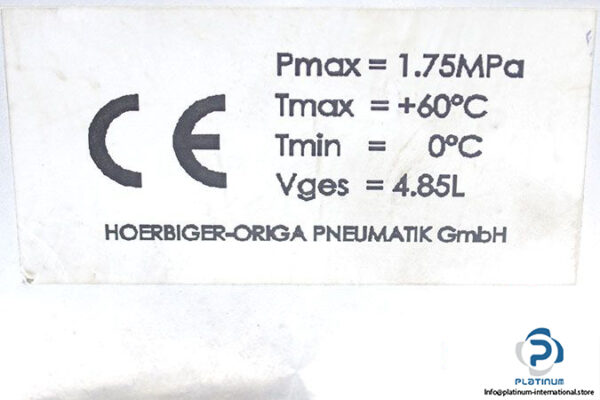 CE
Pmax = 1.75MPa
Tmax = +60°C
Tmin = 0°C
Vges = 4.85L
HOERBIGER-ORIGA PNEUMATIK GmbH
PLATINUM
info@platinum-international.store